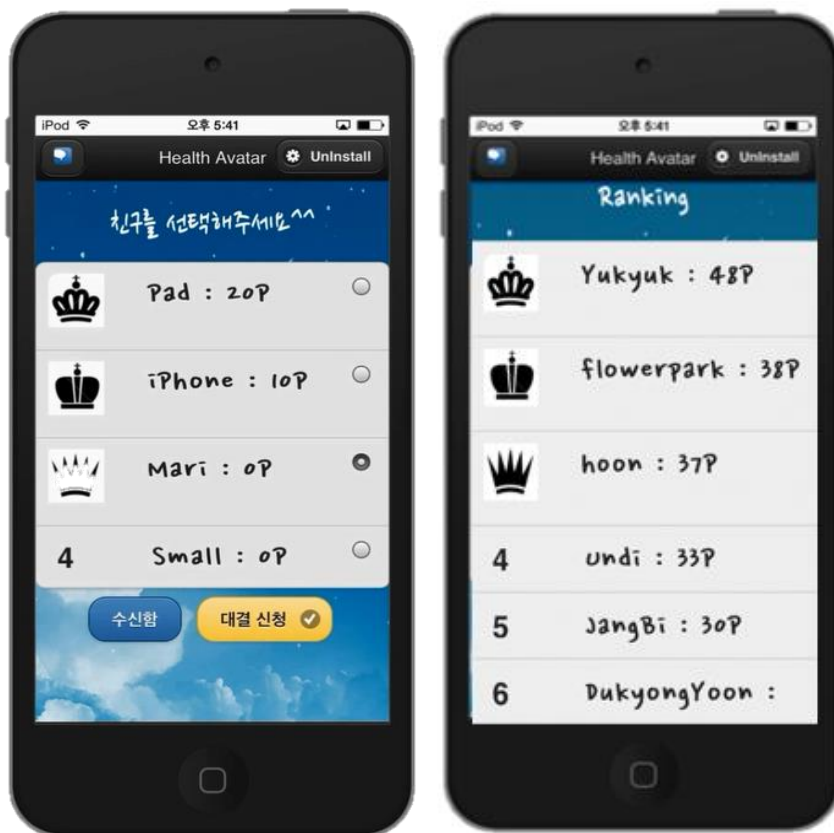 iPod 오후 5:41
Health Avatar UnInstall
친구를 선택해주세요^^
Pad : 20P
iPhone : 10P
Mari : 0P
4 Small : 0P
수신함 대결 신청
iPod 오후 5:41
Health Avatar UnInstall
Ranking
Yukyuk : 48P
flowerpark : 38P
hoon : 37P
4 undi : 33P
5 JangBi : 30P
6 DukyongYoon :